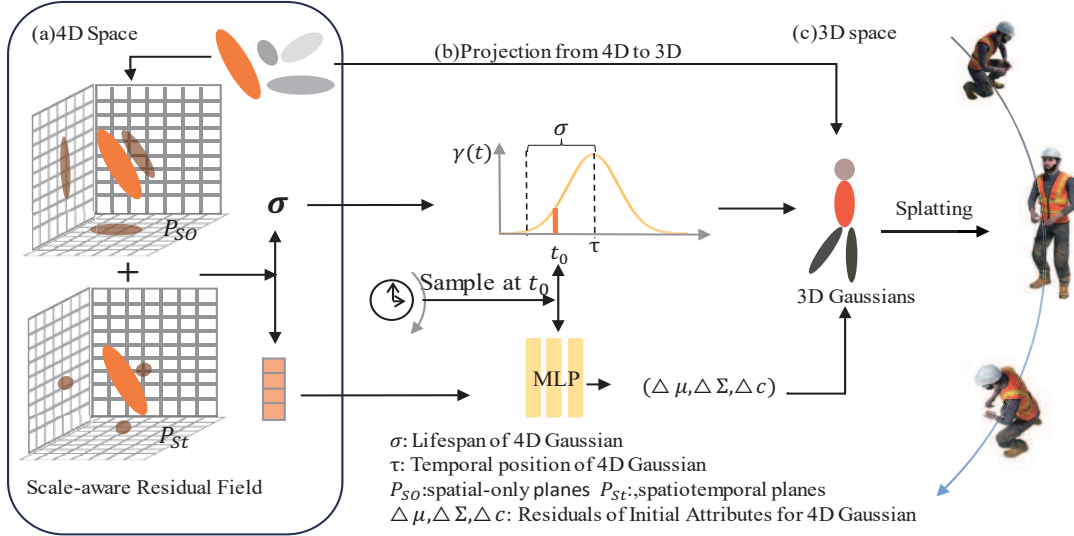 (a)4D Space
(b)Projection from 4D to 3D
(c)3D space
σ
γ(t)
P_SO
σ
t₀
τ
Splatting
+
Sample at t₀
3D Gaussians
MLP
(△ μ,△ Σ,△ c)
P_St
σ: Lifespan of 4D Gaussian
τ: Temporal position of 4D Gaussian
Scale-aware Residual Field
P_SO:spatial-only planes P_St:,spatiotemporal planes
△ μ,△ Σ,△ c: Residuals of Initial Attributes for 4D Gaussian